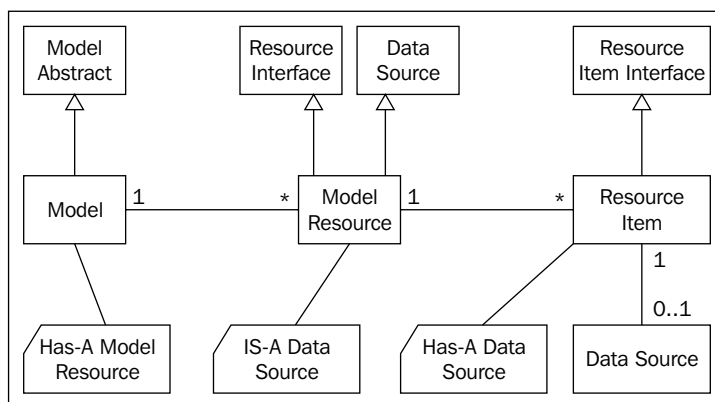 Model
Abstract
Resource
Interface
Data
Source
Resource
Item Interface
Model
1
*
Model
Resource
1
*
Resource
Item
1
0..1
Has-A Model
Resource
IS-A Data
Source
Has-A Data
Source
Data Source